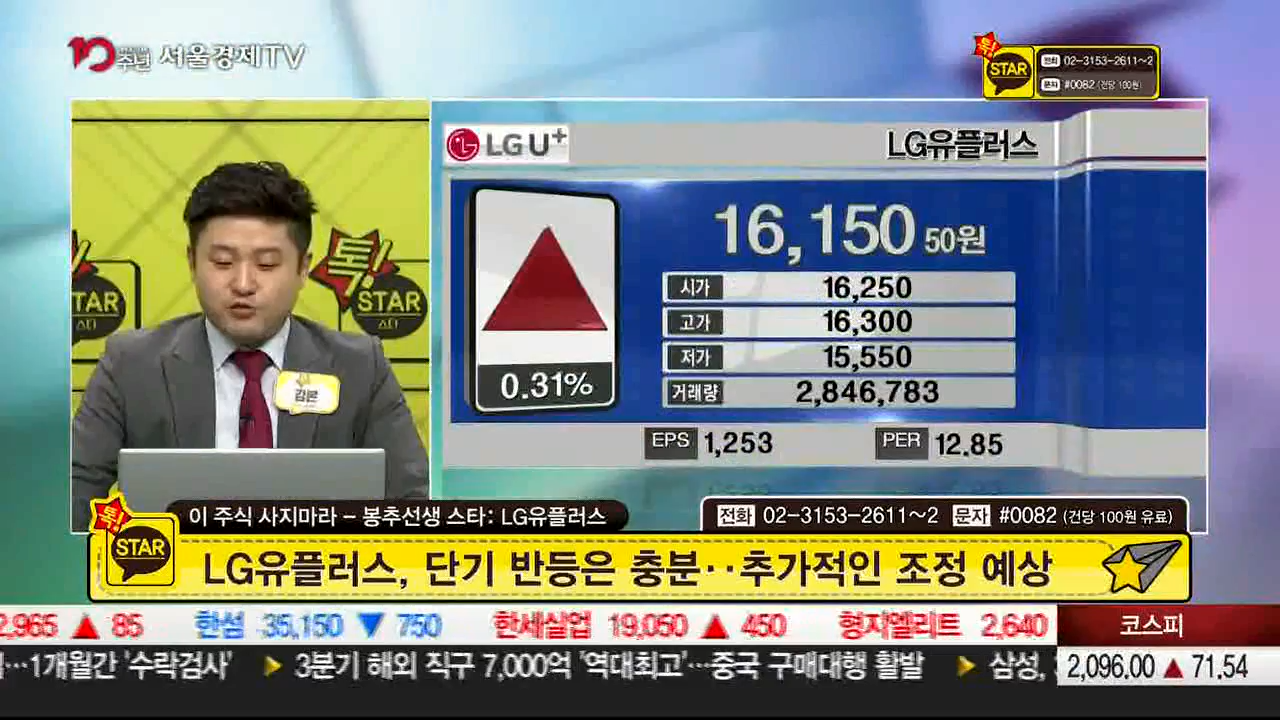 10 주년 서울경제TV
톡! STAR 전화 02-3153-2611~2
문자 #0082 (건당 100원)
LG U+ LG유플러스
16,150 50원
시가 16,250
고가 16,300
저가 15,550
거래량 2,846,783
0.31%
EPS 1,253 PER 12.85
톡! STAR 스타
STAR 스타
김본
이 주식 사지마라 - 봉추선생 스타: LG유플러스
전화 02-3153-2611~2 문자 #0082 (건당 100원 유료)
톡! STAR
LG유플러스, 단기 반등은 충분‥추가적인 조정 예상
2.965 ▲ 85 한섬 35,150 ▼ 750 한세실업 19,050 ▲ 450 형지엘리트 2,640 코스피
…1개월간 '수락검사' ▶ 3분기 해외 직구 7,000억 '역대최고'…중국 구매대행 활발 ▶ 삼성, 2,096.00 ▲ 71.54